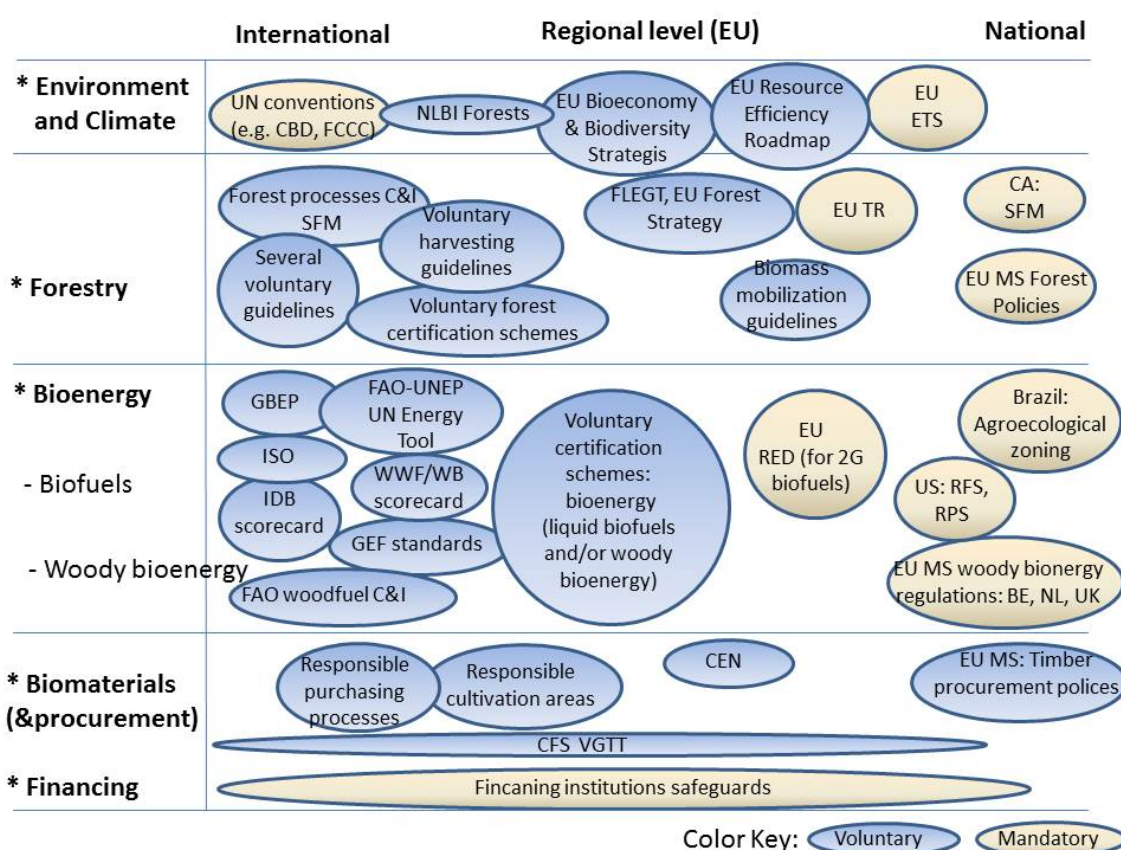 International
Regional level (EU)
National
* Environment
and Climate
UN conventions
(e.g. CBD, FCCC)
NLBI Forests
EU Bioeconomy
& Biodiversity
Strategis
EU Resource
Efficiency
Roadmap
EU
ETS
* Forestry
Forest processes C&I
SFM
Voluntary
harvesting
guidelines
Several
voluntary
guidelines
Voluntary forest
certification schemes
FLEGT, EU Forest
Strategy
EU TR
Biomass
mobilization
guidelines
CA:
SFM
EU MS Forest
Policies
* Bioenergy
- Biofuels
- Woody bioenergy
GBEP
FAO-UNEP
UN Energy
Tool
ISO
WWF/WB
scorecard
IDB
scorecard
GEF standards
FAO woodfuel C&I
Voluntary
certification
schemes:
bioenergy
(liquid biofuels
and/or woody
bioenergy)
EU
RED (for 2G
biofuels)
Brazil:
Agroecological
zoning
US: RFS,
RPS
EU MS woody bionergy
regulations: BE, NL, UK
* Biomaterials
(&procurement)
Responsible
purchasing
processes
Responsible
cultivation areas
CEN
EU MS: Timber
procurement polices
CFS VGTT
* Financing
Fincaning institutions safeguards
Color Key:
Voluntary
Mandatory